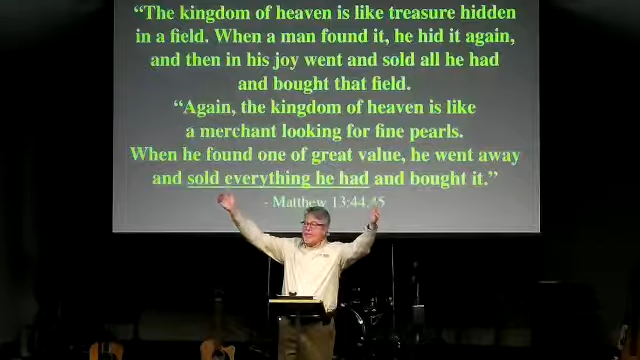 “The kingdom of heaven is like treasure hidden
in a field. When a man found it, he hid it again,
and then in his joy went and sold all he had
and bought that field.
“Again, the kingdom of heaven is like
a merchant looking for fine pearls.
When he found one of great value, he went away
and sold everything he had and bought it.”
- Matthew 13:44,45